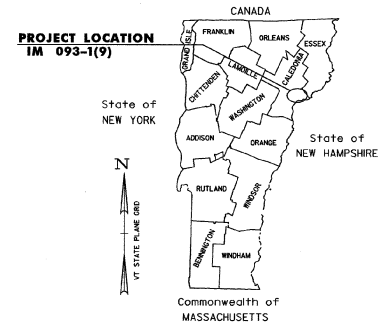 CANADA
PROJECT LOCATION
IM 093-1(9)
FRANKLIN
ORLEANS
ESSEX
GRAND ISLE
LAMOILLE
CALEDONIA
CHITTENDEN
WASHINGTON
State of
NEW YORK
ADDISON
ORANGE
State of
NEW HAMPSHIRE
N
VT STATE PLANE GRID
RUTLAND
WINDSOR
BENNINGTON
WINDHAM
Commonwealth of
MASSACHUSETTS